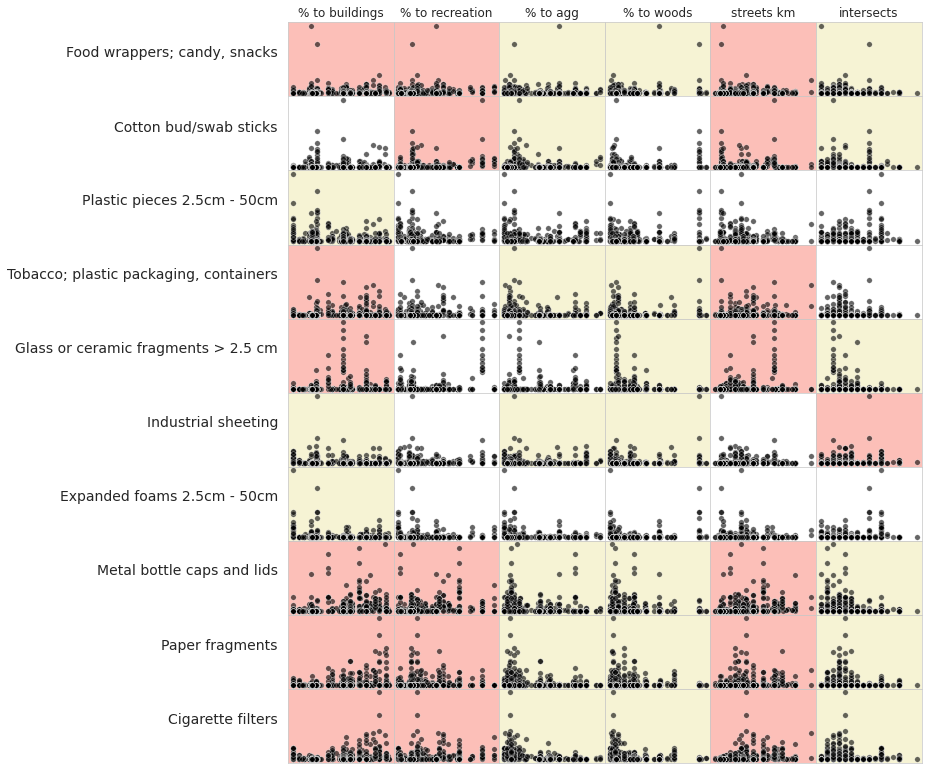 % to buildings % to recreation % to agg % to woods streets km intersects
Food wrappers; candy, snacks
Cotton bud/swab sticks
Plastic pieces 2.5cm - 50cm
Tobacco; plastic packaging, containers
Glass or ceramic fragments > 2.5 cm
Industrial sheeting
Expanded foams 2.5cm - 50cm
Metal bottle caps and lids
Paper fragments
Cigarette filters